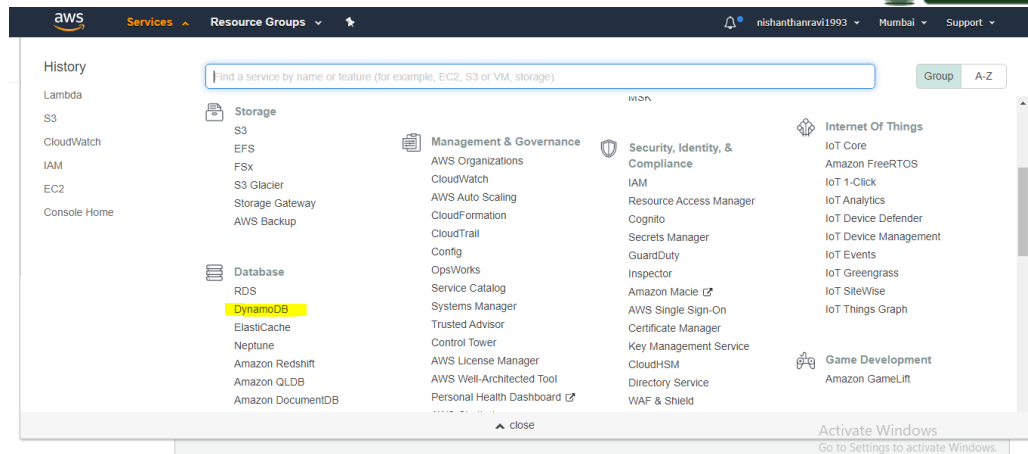 aws Services Resource Groups nishanthanravi1993 Mumbai Support
History
Lambda
S3
CloudWatch
IAM
EC2
Console Home
Find a service by name or feature (for example, EC2, S3 or VM, storage).
Group A-Z
Storage
S3
EFS
FSx
S3 Glacier
Storage Gateway
AWS Backup
Database
RDS
DynamoDB
ElastiCache
Neptune
Amazon Redshift
Amazon QLDB
Amazon DocumentDB
Management & Governance
AWS Organizations
CloudWatch
AWS Auto Scaling
CloudFormation
CloudTrail
Config
OpsWorks
Service Catalog
Systems Manager
Trusted Advisor
Control Tower
AWS License Manager
AWS Well-Architected Tool
Personal Health Dashboard
MSK
Security, Identity, &
Compliance
IAM
Resource Access Manager
Cognito
Secrets Manager
GuardDuty
Inspector
Amazon Macie
AWS Single Sign-On
Certificate Manager
Key Management Service
CloudHSM
Directory Service
WAF & Shield
Internet Of Things
IoT Core
Amazon FreeRTOS
IoT 1-Click
IoT Analytics
IoT Device Defender
IoT Device Management
IoT Events
IoT Greengrass
IoT SiteWise
IoT Things Graph
Game Development
Amazon GameLift
close
Activate Windows
Go to Settings to activate Windows.